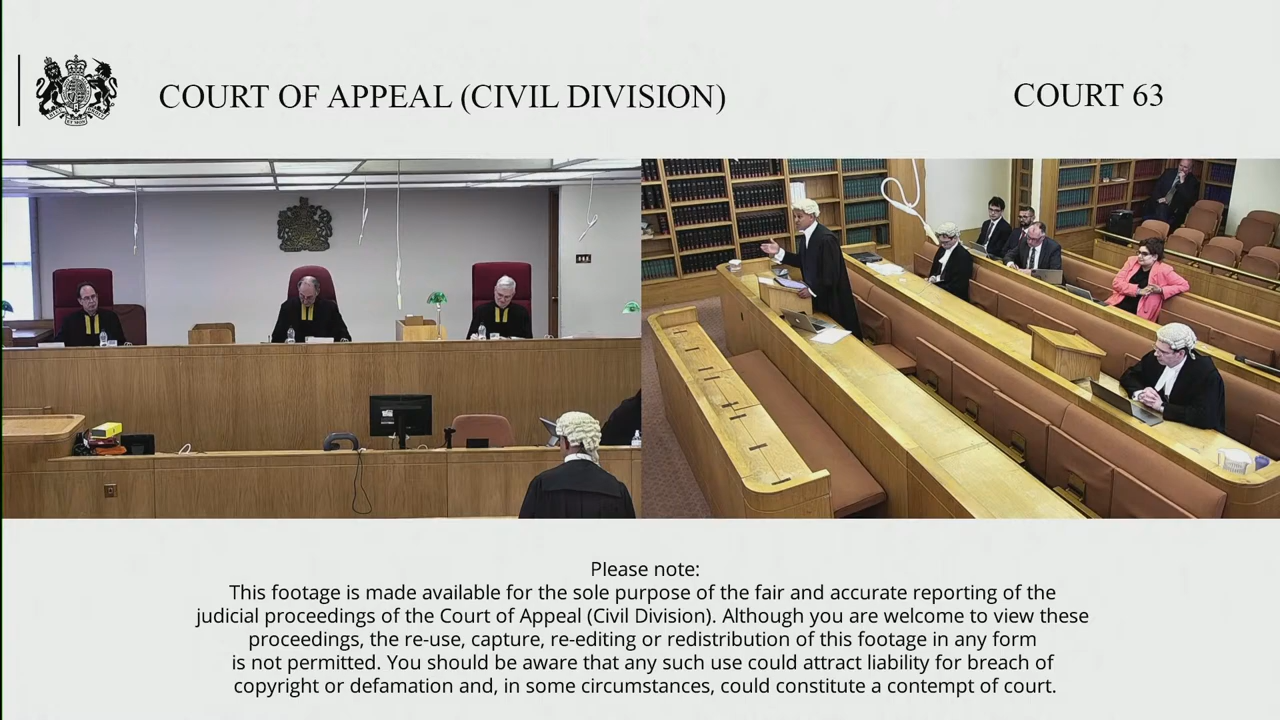 COURT OF APPEAL (CIVIL DIVISION)
COURT 63
Please note:
This footage is made available for the sole purpose of the fair and accurate reporting of the
judicial proceedings of the Court of Appeal (Civil Division). Although you are welcome to view these
proceedings, the re-use, capture, re-editing or redistribution of this footage in any form
is not permitted. You should be aware that any such use could attract liability for breach of
copyright or defamation and, in some circumstances, could constitute a contempt of court.